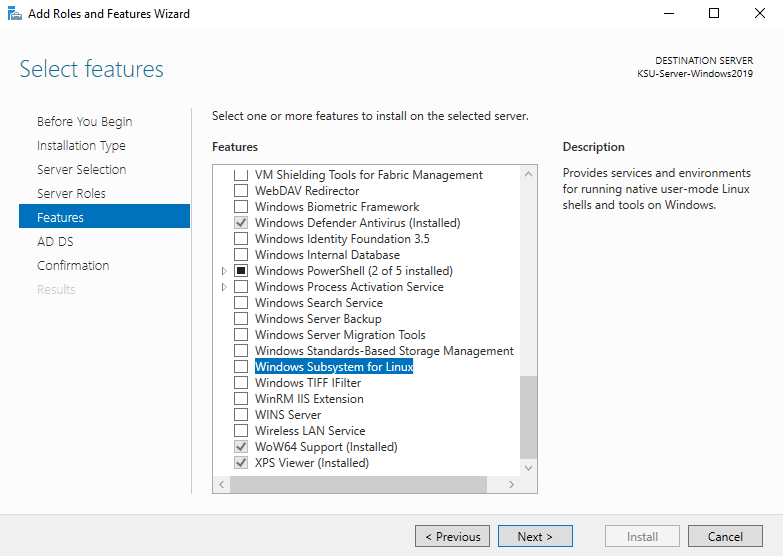 Add Roles and Features Wizard
Select features
DESTINATION SERVER
KSU-Server-Windows2019
Before You Begin
Installation Type
Server Selection
Server Roles
Features
AD DS
Confirmation
Results
Select one or more features to install on the selected server.
Features
VM Shielding Tools for Fabric Management
WebDAV Redirector
Windows Biometric Framework
Windows Defender Antivirus (Installed)
Windows Identity Foundation 3.5
Windows Internal Database
Windows PowerShell (2 of 5 installed)
Windows Process Activation Service
Windows Search Service
Windows Server Backup
Windows Server Migration Tools
Windows Standards-Based Storage Management
Windows Subsystem for Linux
Windows TIFF IFilter
WinRM IIS Extension
WINS Server
Wireless LAN Service
WoW64 Support (Installed)
XPS Viewer (Installed)
Description
Provides services and environments
for running native user-mode Linux
shells and tools on Windows.
< Previous
Next >
Install
Cancel